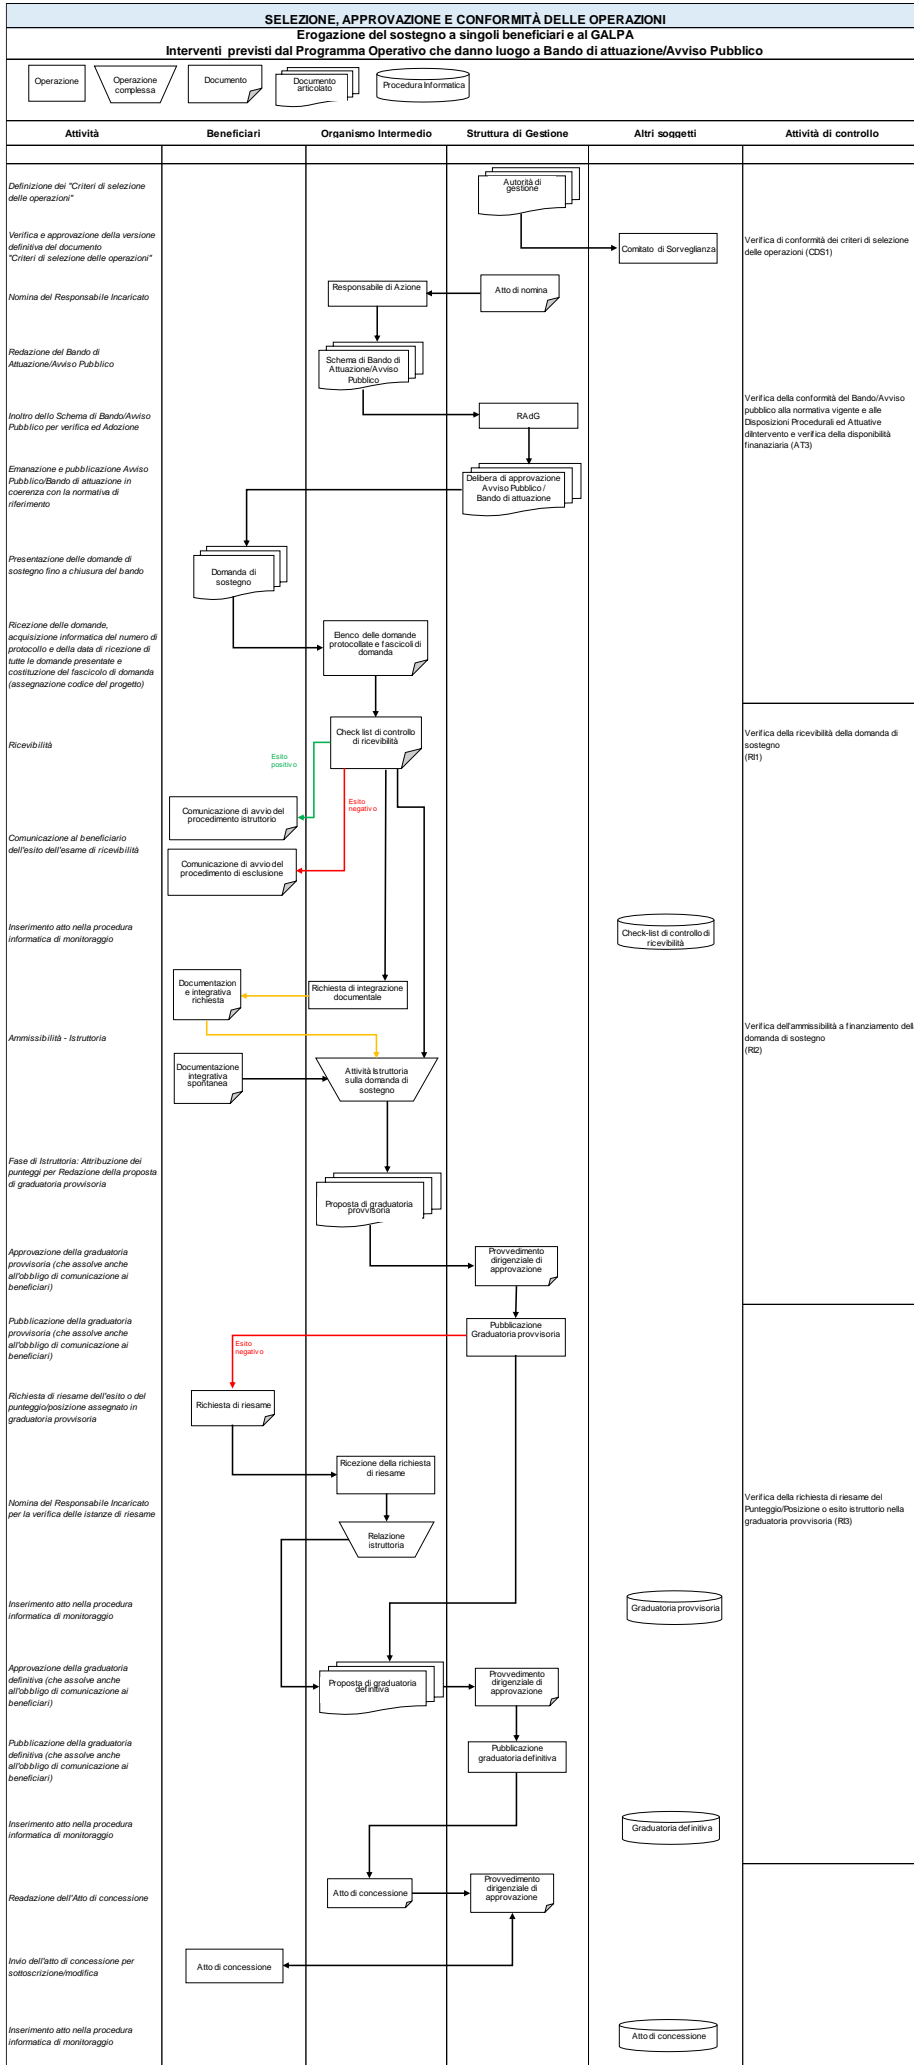 SELEZIONE, APPROVAZIONE E CONFORMITÀ DELLE OPERAZIONI
Erogazione del sostegno a singoli beneficiari e al GALPA
Interventi previsti dal Programma Operativo che danno luogo a Bando di attuazione/Avviso Pubblico
Operazione
Operazione
complessa
Documento
Documento
articolato
Procedura Informatica
Attività
Beneficiari
Organismo Intermedio
Struttura di Gestione
Altri soggetti
Attività di controllo
Definizione dei "Criteri di selezione
delle operazioni"
Autorità di
gestione
Verifica e approvazione della versione
definitiva del documento
"Criteri di selezione delle operazioni"
Comitato di Sorveglianza
Verifica di conformità dei criteri di selezione
delle operazioni (CDS1)
Nomina del Responsabile Incaricato
Responsabile di Azione
Atto di nomina
Redazione del Bando di
Attuazione/Avviso Pubblico
Schema di Bando di
Attuazione/Avviso
Pubblico
Inoltro dello Schema di Bando/Avviso
Pubblico per verifica ed Adozione
RAdG
Verifica della conformità del Bando/Avviso
pubblico alla normativa vigente e alle
Disposizioni Procedurali ed Attuative
diIntervento e verifica della disponibilità
finanaziaria (AT3)
Emanazione e pubblicazione Avviso
Pubblico/Bando di attuazione in
coerenza con la normativa di
riferimento
Delibera di approvazione
Avviso Pubblico /
Bando di attuazione
Presentazione delle domande di
sostegno fino a chiusura del bando
Domanda di
sostegno
Ricezione delle domande,
acquisizione informatica del numero di
protocollo e della data di ricezione di
tutte le domande presentate e
costituzione del fascicolo di domanda
(assegnazione codice del progetto)
Elenco delle domande
protocollate e fascicoli di
domanda
Ricevibilità
Check list di controllo
di ricevibilità
Verifica della ricevibilità della domanda di
sostegno
(RI1)
Esito
positivo
Esito
negativo
Comunicazione al beneficiario
dell'esito dell'esame di ricevibilità
Comunicazione di avvio del
procedimento istruttorio
Comunicazione di avvio del
procedimento di esclusione
Inserimento atto nella procedura
informatica di monitoraggio
Check-list di controllo di
ricevibilità
Documentazion
e integrativa
richiesta
Richiesta di integrazione
documentale
Ammissibilità - Istruttoria
Verifica dell'ammissibilità a finanziamento dell
domanda di sostegno
(RI2)
Documentazione
integrativa
spontanea
Attività Istruttoria
sulla domanda di
sostegno
Fase di Istruttoria: Attribuzione dei
punteggi per Redazione della proposta
di graduatoria provvisoria
Proposta di graduatoria
provvisoria
Approvazione della graduatoria
provvisoria (che assolve anche
all'obbligo di comunicazione ai
beneficiari)
Provvedimento
dirigenziale di
approvazione
Pubblicazione della graduatoria
provvisoria (che assolve anche
all'obbligo di comunicazione ai
beneficiari)
Pubblicazione
Graduatoria provvisoria
Esito
negativo
Richiesta di riesame dell'esito o del
punteggio/posizione assegnato in
graduatoria provvisoria
Richiesta di riesame
Ricezione della richiesta
di riesame
Nomina del Responsabile Incaricato
per la verifica delle istanze di riesame
Relazione
istruttoria
Verifica della richiesta di riesame del
Punteggio/Posizione o esito istruttorio nella
graduatoria provvisoria (RI3)
Inserimento atto nella procedura
informatica di monitoraggio
Graduatoria provvisoria
Approvazione della graduatoria
definitiva (che assolve anche
all'obbligo di comunicazione ai
beneficiari)
Proposta di graduatoria
definitiva
Provvedimento
dirigenziale di
approvazione
Pubblicazione della graduatoria
definitiva (che assolve anche
all'obbligo di comunicazione ai
beneficiari)
Pubblicazione
graduatoria definitiva
Inserimento atto nella procedura
informatica di monitoraggio
Graduatoria definitiva
Readazione dell'Atto di concessione
Atto di concessione
Provvedimento
dirigenziale di
approvazione
Invio dell'atto di concessione per
sottoscrizione/modifica
Atto di concessione
Inserimento atto nella procedura
informatica di monitoraggio
Atto di concessione